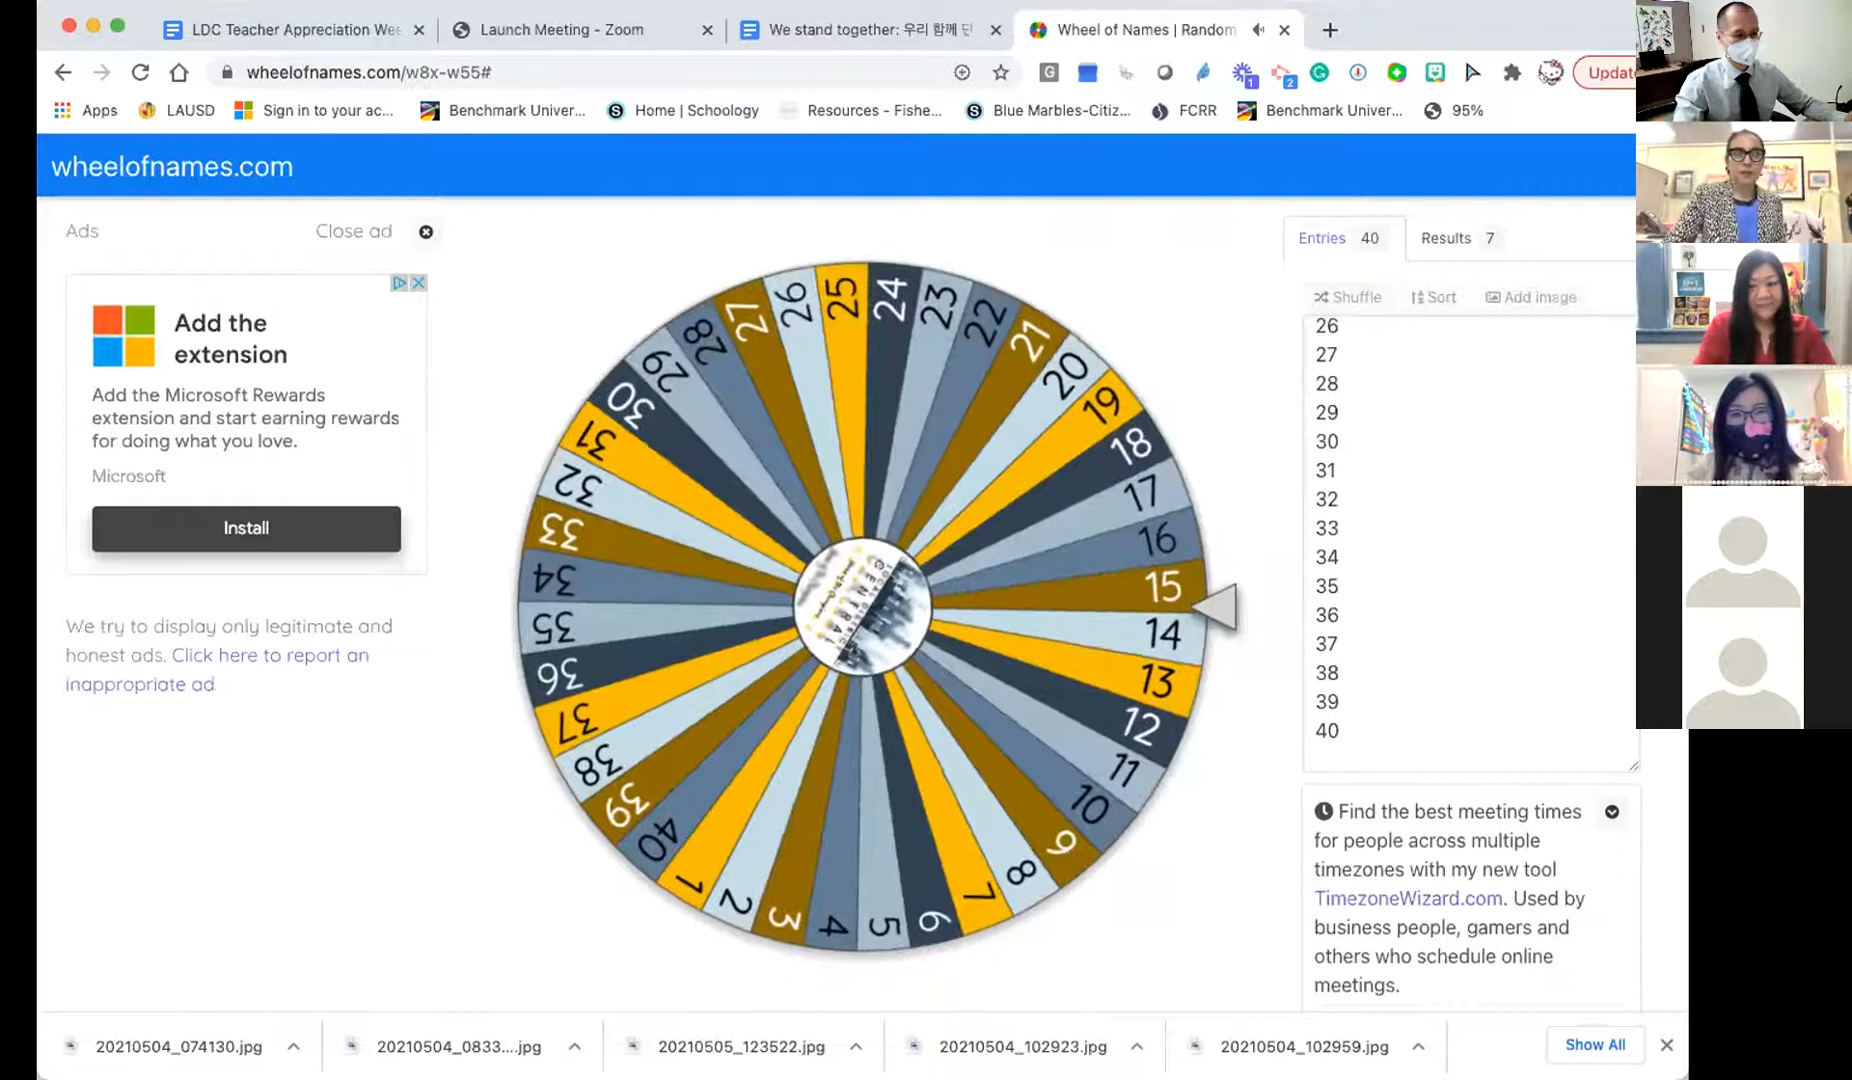 LDC Teacher Appreciation Wee
Launch Meeting - Zoom
We stand together: 우리 함께 단
Wheel of Names | Random
wheelofnames.com/w8x-w55#
1
2
Update
Apps
LAUSD
Sign in to your ac...
Benchmark Univer...
Home | Schoology
Resources - Fishe...
Blue Marbles-Citiz...
FCRR
Benchmark Univer...
95%
wheelofnames.com
Ads
Close ad
Add the
extension
Add the Microsoft Rewards
extension and start earning rewards
for doing what you love.
Microsoft
Install
We try to display only legitimate and
honest ads. Click here to report an
inappropriate ad.
1
2
3
4
5
6
7
8
9
10
11
12
13
14
15
16
17
18
19
20
21
22
23
24
25
26
27
28
29
30
31
32
33
34
35
36
37
38
39
40
LOCAL DISTRICT
CENTRAL
Entries 40
Results 7
Shuffle
Sort
Add image
26
27
28
29
30
31
32
33
34
35
36
37
38
39
40
Find the best meeting times
for people across multiple
timezones with my new tool
TimezoneWizard.com. Used by
business people, gamers and
others who schedule online
meetings.
20210504_074130.jpg
20210504_0833....jpg
20210505_123522.jpg
20210504_102923.jpg
20210504_102959.jpg
Show All